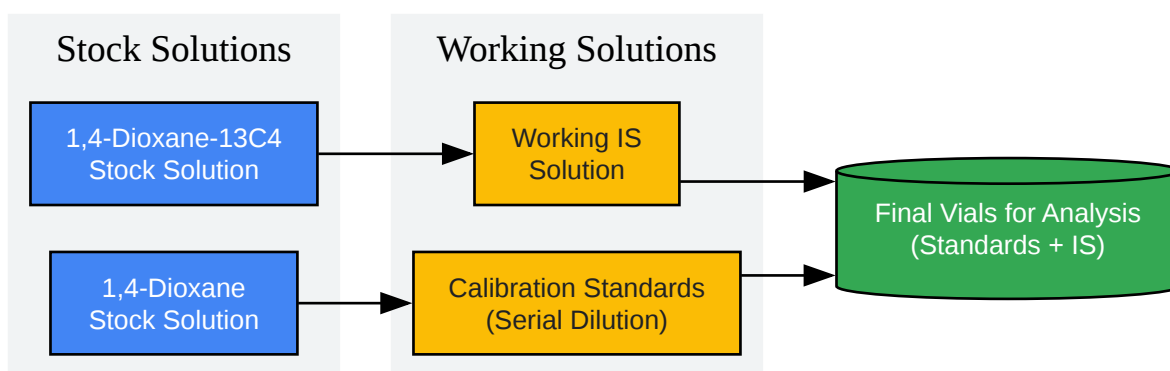 Stock Solutions
1,4-Dioxane-13C4
Stock Solution
1,4-Dioxane
Stock Solution
Working Solutions
Working IS
Solution
Calibration Standards
(Serial Dilution)
Final Vials for Analysis
(Standards + IS)